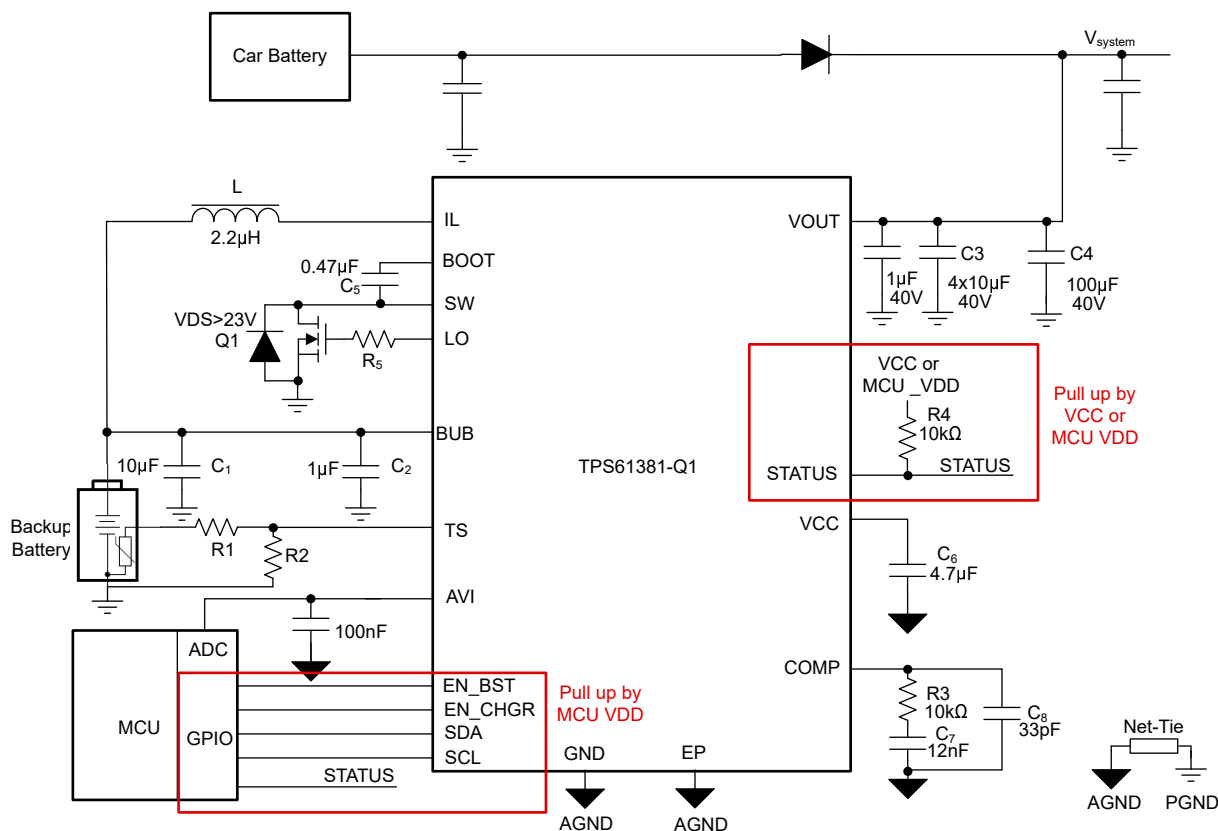 Car Battery
Vsystem
L
2.2µH
IL
VOUT
BOOT
0.47µF
C5
SW
VDS>23V
Q1
LO
R5
1µF
40V
C3
4x10µF
40V
C4
100µF
40V
VCC or
MCU _VDD
R4
10kΩ
STATUS
STATUS
Pull up by
VCC or
MCU VDD
BUB
10µF
C1
1µF
C2
TPS61381-Q1
Backup
Battery
R1
R2
TS
VCC
C6
4.7µF
AVI
100nF
ADC
MCU
GPIO
EN_BST
EN_CHGR
SDA
SCL
STATUS
Pull up by
MCU VDD
COMP
R3
10kΩ
C7
12nF
C8
33pF
GND
EP
AGND
AGND
Net-Tie
AGND
PGND